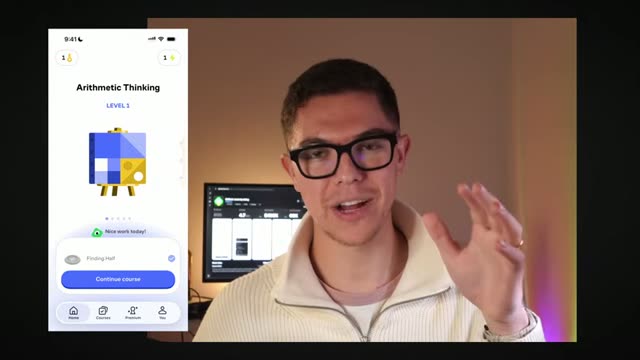 9:41
1
1
Arithmetic Thinking
LEVEL 1
Nice work today!
Finding Half
Continue course
Home
Courses
Premium
You